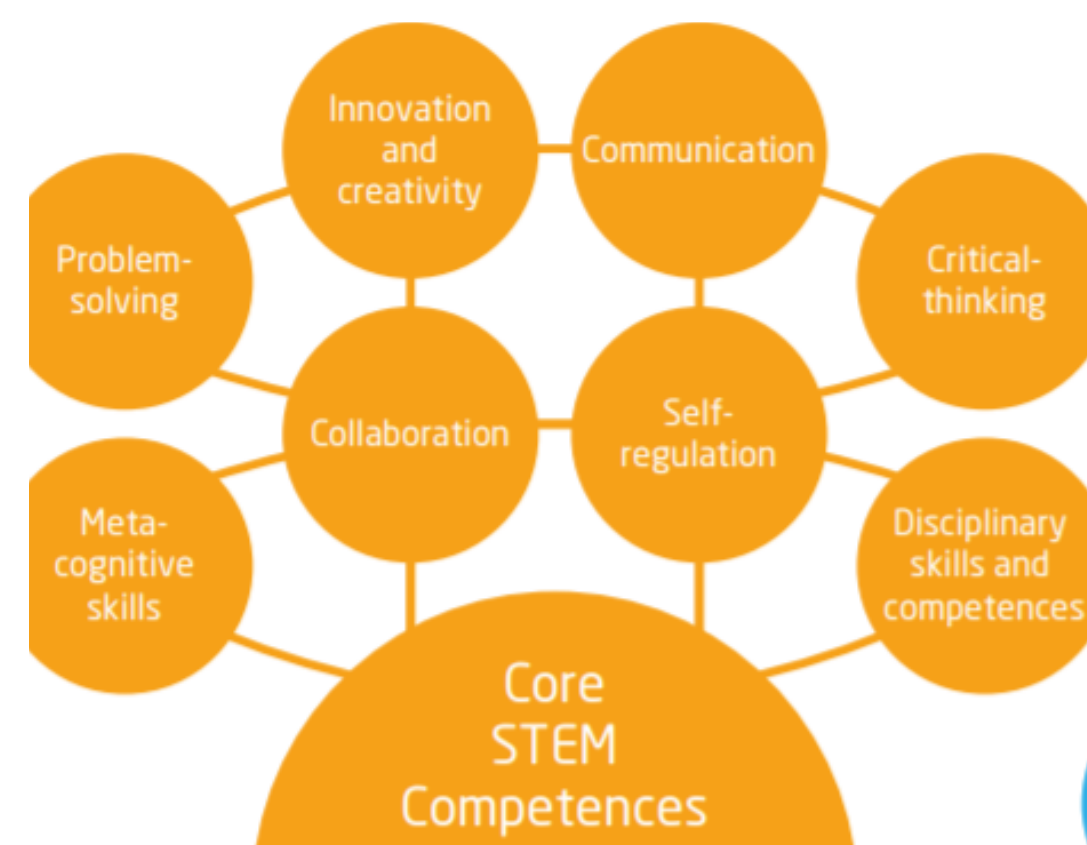 Innovation
and
creativity
Communication
Problem-
solving
Critical-
thinking
Collaboration
Self-
regulation
Meta-
cognitive
skills
Disciplinary
skills and
competences
Core
STEM
Competences